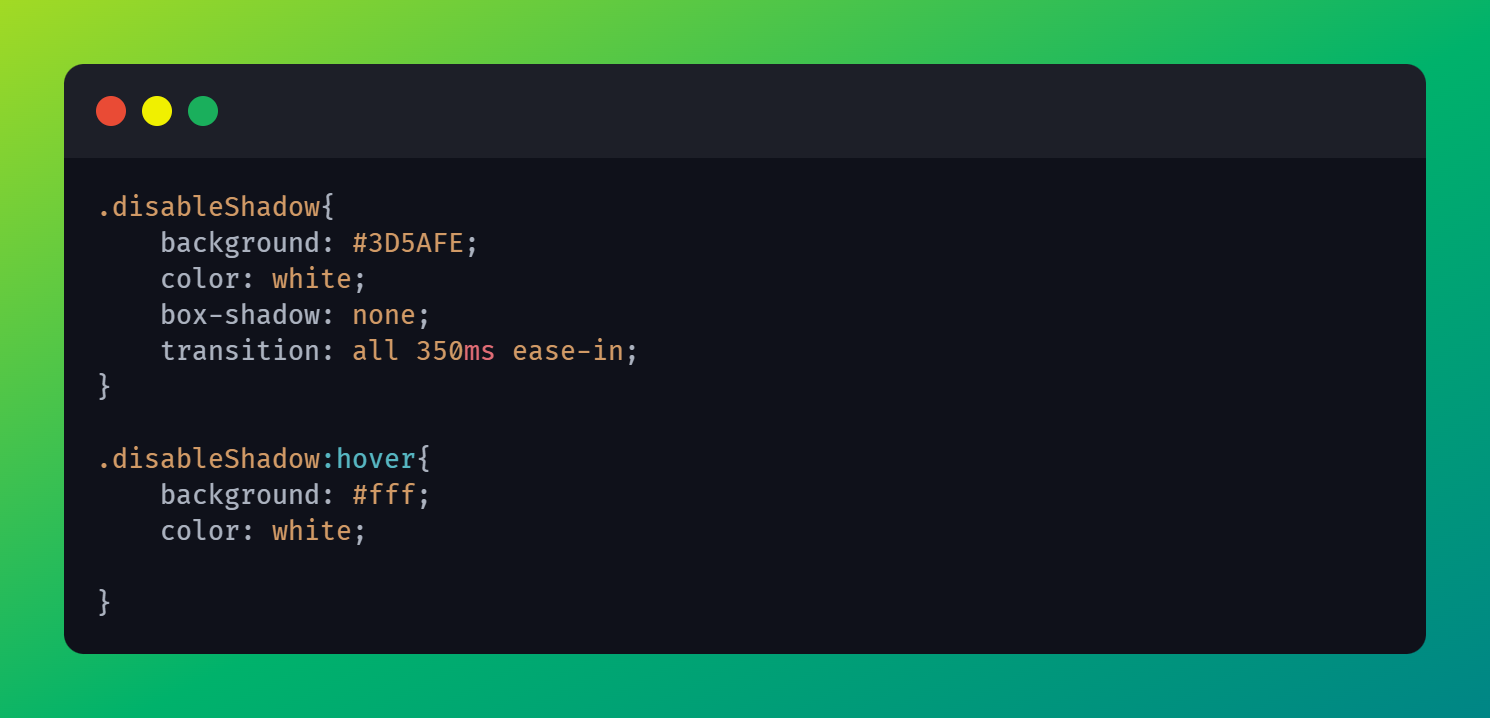 .disableShadow{
    background: #3D5AFE;
    color: white;
    box-shadow: none;
    transition: all 350ms ease-in;
}

.disableShadow:hover{
    background: #fff;
    color: white;

}